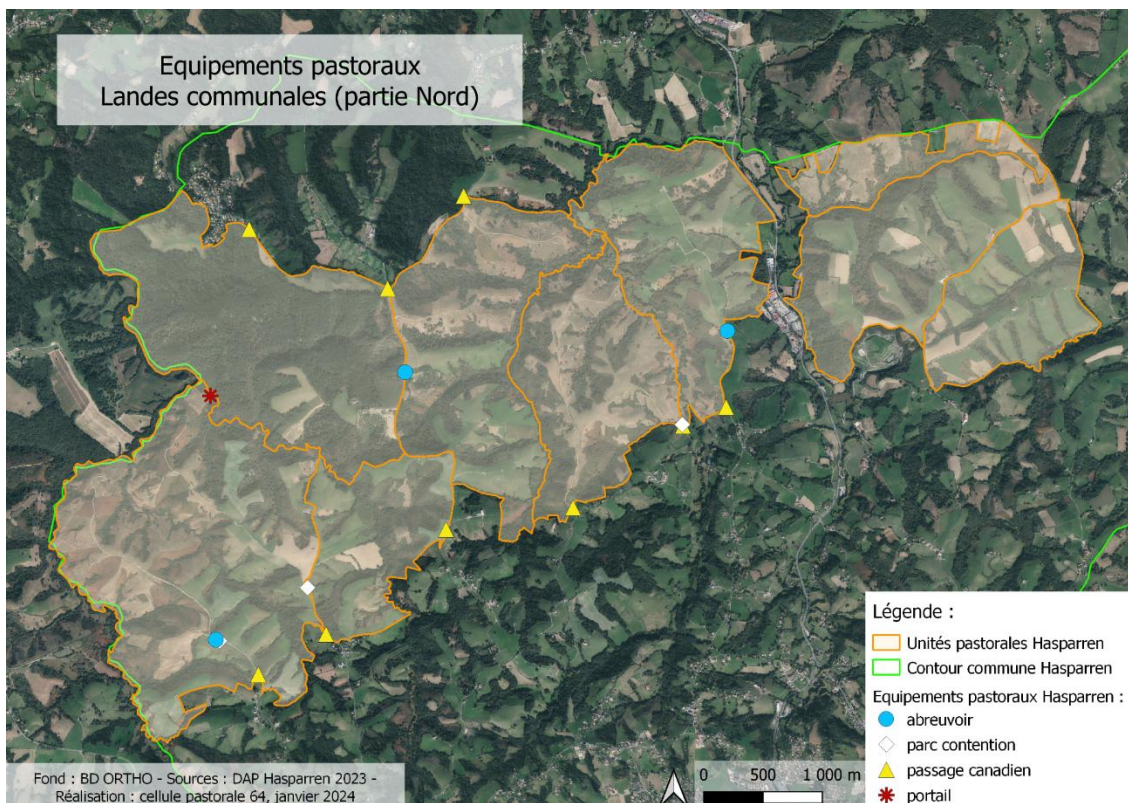 Equipements pastoraux
Landes communales (partie Nord)
Légende :
Unités pastorales Hasparren
Contour commune Hasparren
Equipements pastoraux Hasparren :
abreuvoir
parc contention
passage canadien
portail
0 500 1 000 m
Fond : BD ORTHO - Sources : DAP Hasparren 2023 -
Réalisation : cellule pastorale 64, janvier 2024